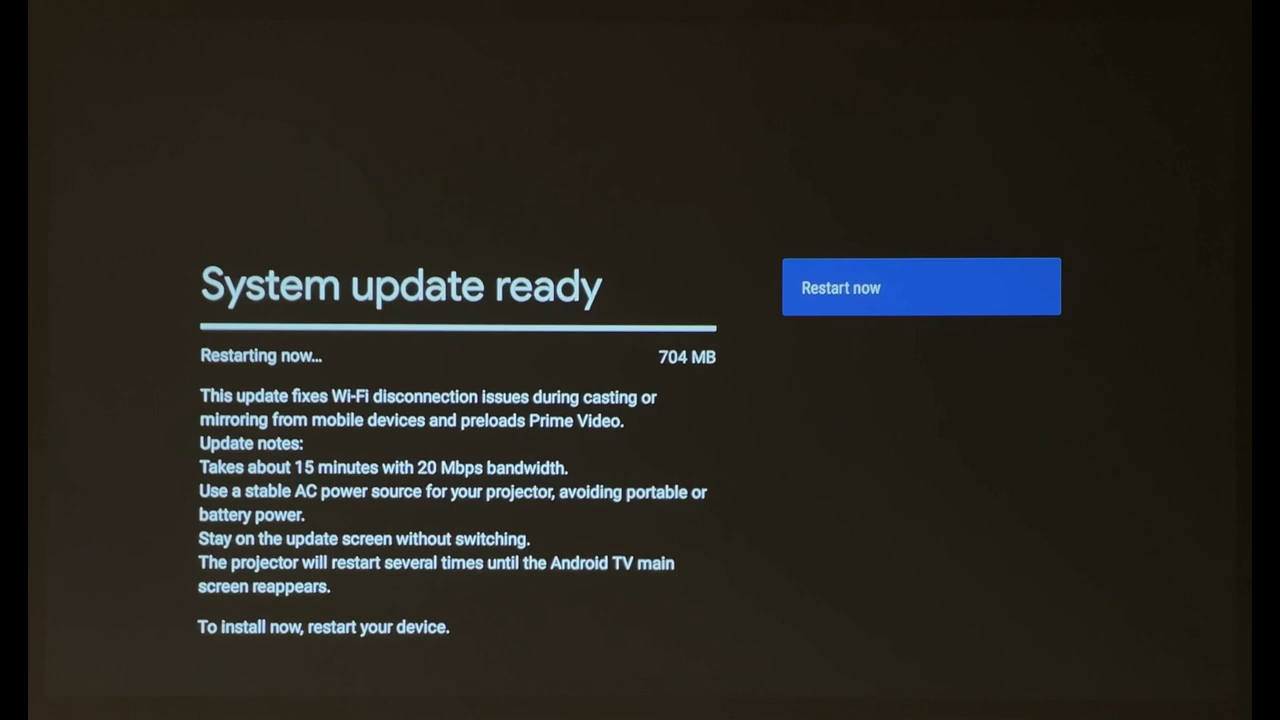 System update ready
Restart now
Restarting now...
704 MB
This update fixes Wi-Fi disconnection issues during casting or
mirroring from mobile devices and preloads Prime Video.
Update notes:
Takes about 15 minutes with 20 Mbps bandwidth.
Use a stable AC power source for your projector, avoiding portable or
battery power.
Stay on the update screen without switching.
The projector will restart several times until the Android TV main
screen reappears.
To install now, restart your device.